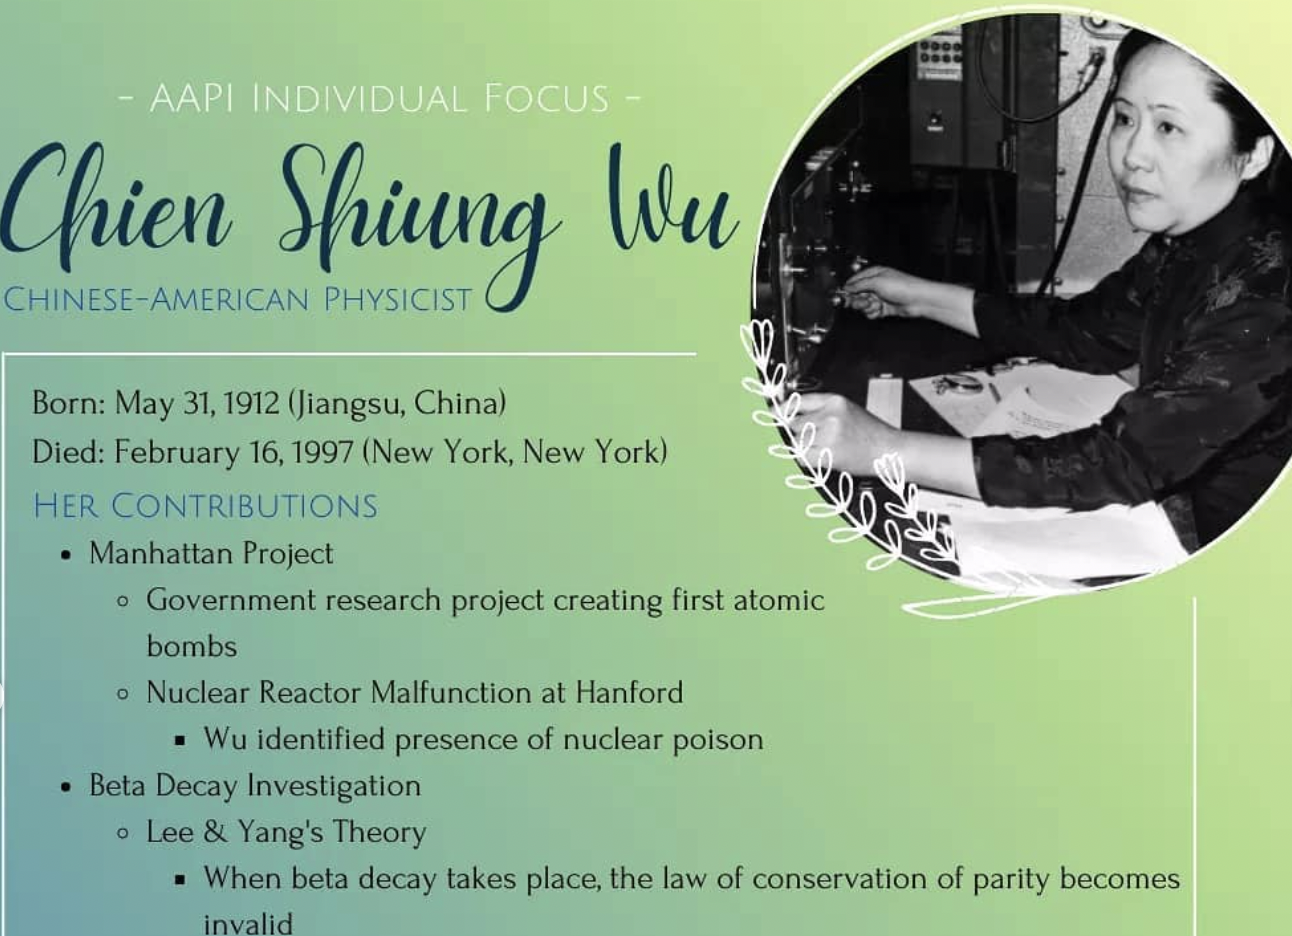 - AAPI Individual Focus -
Chien Shiung Wu
Chinese-American Physicist
Born: May 31, 1912 (Jiangsu, China)
Died: February 16, 1997 (New York, New York)
Her Contributions
• Manhattan Project
◦ Government research project creating first atomic
bombs
◦ Nuclear Reactor Malfunction at Hanford
▪ Wu identified presence of nuclear poison
• Beta Decay Investigation
◦ Lee & Yang's Theory
▪ When beta decay takes place, the law of conservation of parity becomes
invalid